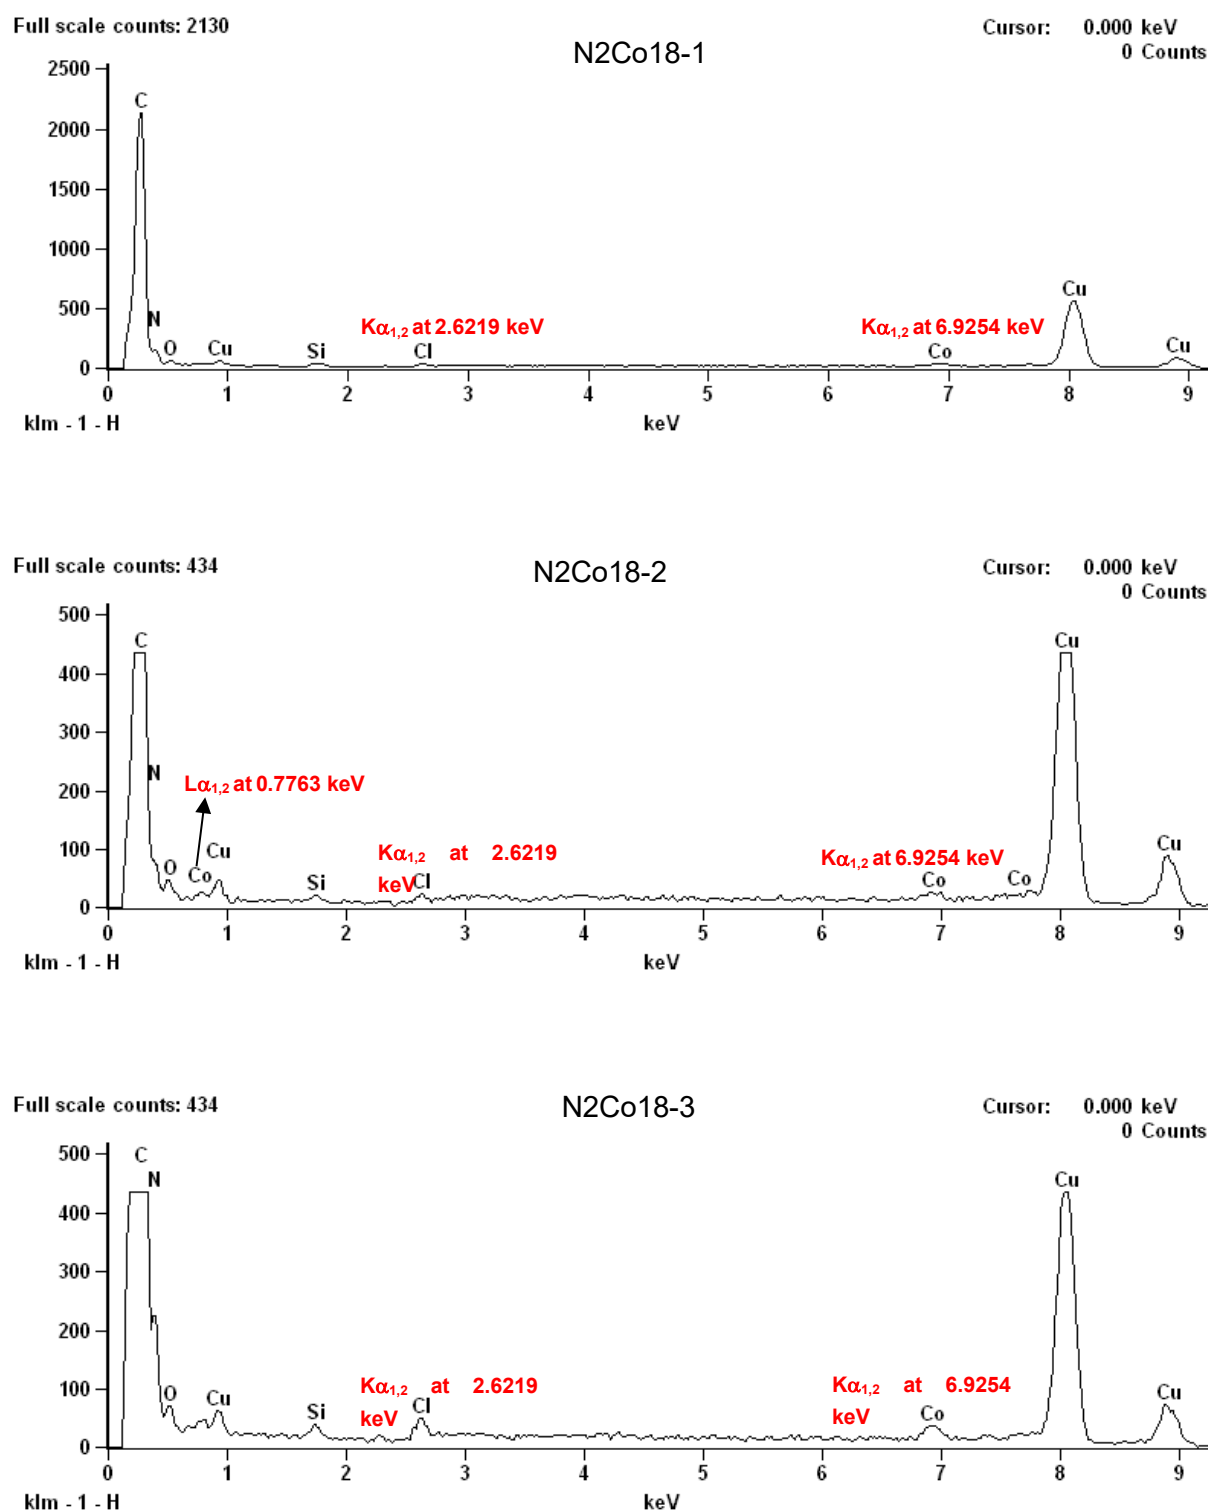 Full scale counts: 2130
N2Co18-1
Cursor: 0.000 keV
0 Counts
2500
2000
1500
1000
500
0
C
N
O
Cu
Si
Kα1,2 at 2.6219 keV
Cl
Kα1,2 at 6.9254 keV
Co
Cu
Cu
0 1 2 3 4 5 6 7 8 9
klm - 1 - H
keV
Full scale counts: 434
N2Co18-2
Cursor: 0.000 keV
0 Counts
500
400
300
200
100
0
C
N
Lα1,2 at 0.7763 keV
O
Co
Cu
Si
Kα1,2 at 2.6219
keV
Cl
Kα1,2 at 6.9254 keV
Co
Co
Cu
Cu
0 1 2 3 4 5 6 7 8 9
klm - 1 - H
keV
Full scale counts: 434
N2Co18-3
Cursor: 0.000 keV
0 Counts
500
400
300
200
100
0
C
N
O
Cu
Si
Kα1,2 at 2.6219
keV
Cl
Kα1,2 at 6.9254
keV
Co
Cu
Cu
0 1 2 3 4 5 6 7 8 9
klm - 1 - H
keV